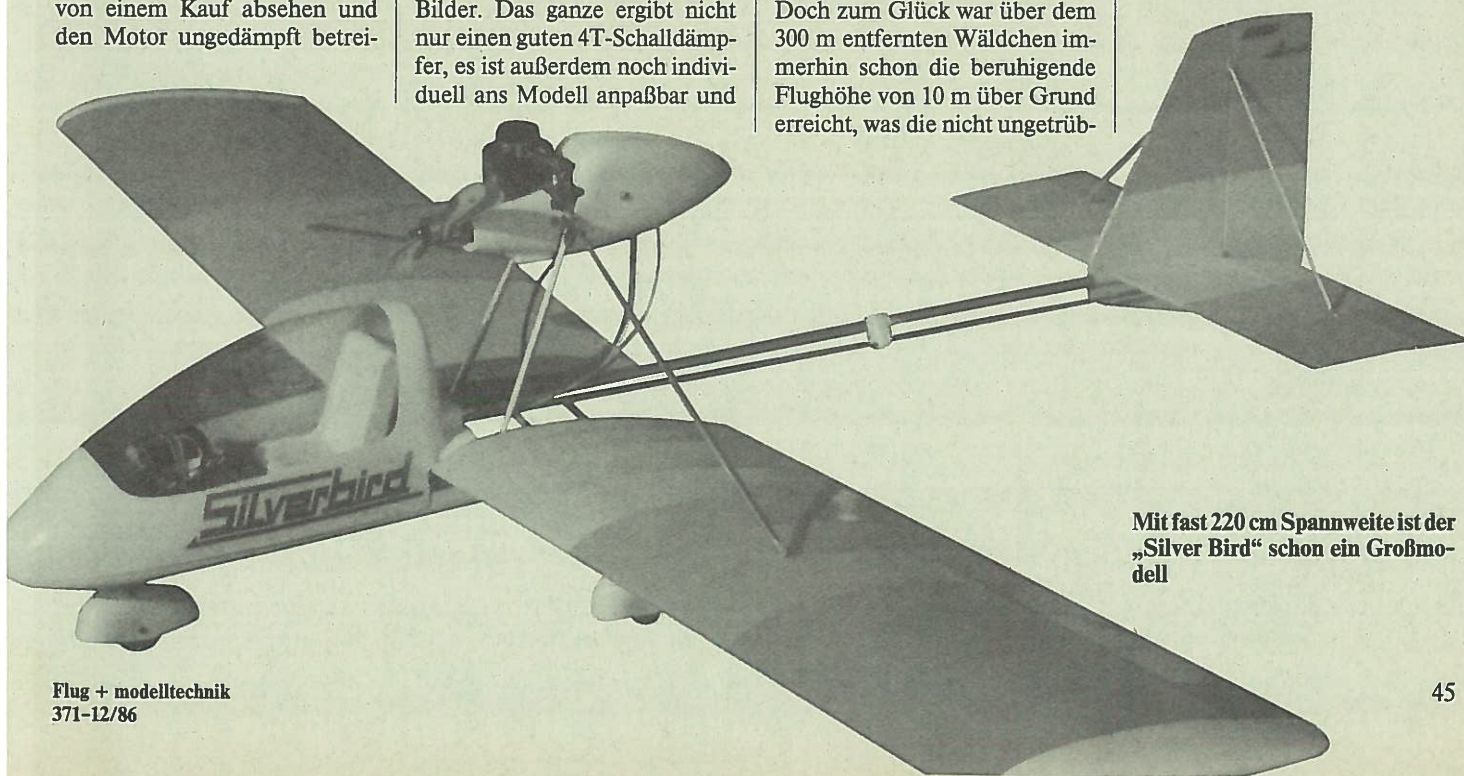 von einem Kauf absehen und
den Motor ungedämpft betrei-
Bilder. Das ganze ergibt nicht
nur einen guten 4T-Schalldämp-
fer, es ist außerdem noch indivi-
duell ans Modell anpaßbar und
Doch zum Glück war über dem
300 m entfernten Wäldchen im-
merhin schon die beruhigende
Flughöhe von 10 m über Grund
erreicht, was die nicht ungetrüb-
Silverbird
Mit fast 220 cm Spannweite ist der
„Silver Bird“ schon ein Großmo-
dell
Flug + modelltechnik
371-12/86
45